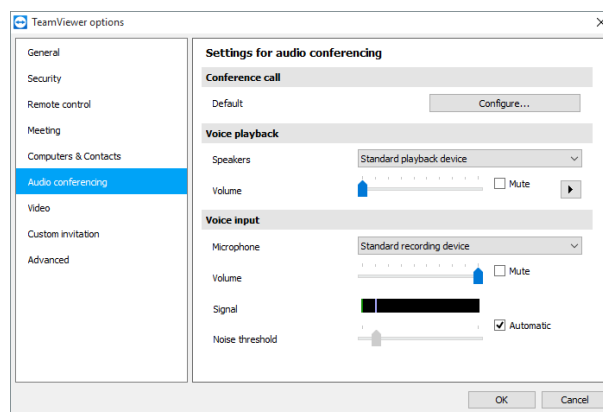 TeamViewer options
General
Security
Remote control
Meeting
Computers & Contacts
Audio conferencing
Video
Custom invitation
Advanced
Settings for audio conferencing
Conference call
Default
Configure...
Voice playback
Speakers
Standard playback device
Volume
Mute
Voice input
Microphone
Standard recording device
Volume
Mute
Signal
Automatic
Noise threshold
OK
Cancel